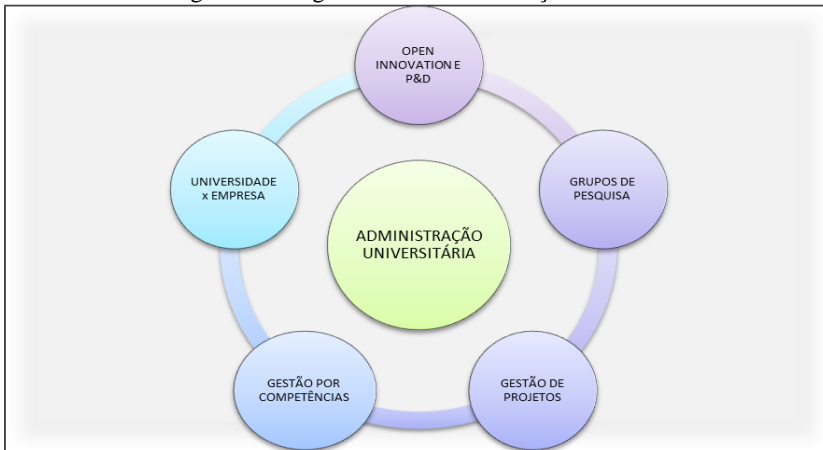 OPEN
INNOVATION E
P&D
UNIVERSIDADE
x EMPRESA
GRUPOS DE
PESQUISA
ADMINISTRAÇÃO
UNIVERSITÁRIA
GESTÃO POR
COMPETÊNCIAS
GESTÃO DE
PROJETOS